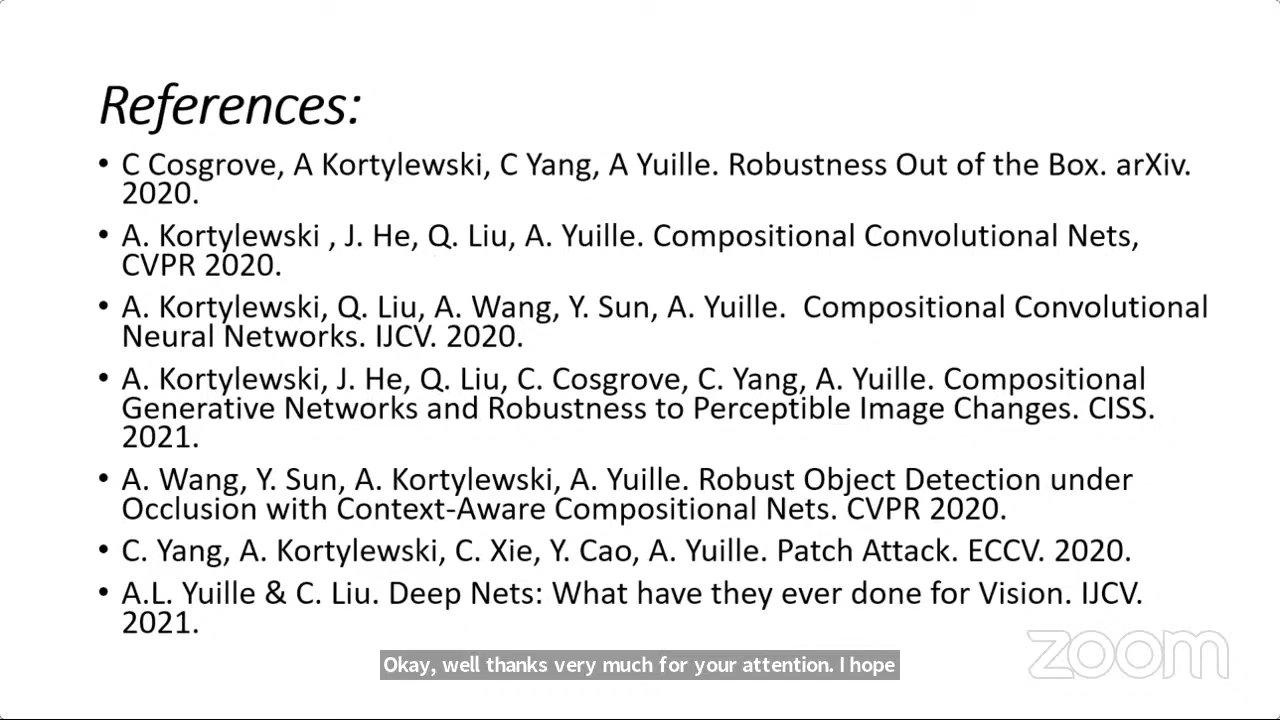 References:
• C Cosgrove, A Kortylewski, C Yang, A Yuille. Robustness Out of the Box. arXiv.
2020.
• A. Kortylewski , J. He, Q. Liu, A. Yuille. Compositional Convolutional Nets,
CVPR 2020.
• A. Kortylewski, Q. Liu, A. Wang, Y. Sun, A. Yuille.  Compositional Convolutional
Neural Networks. IJCV. 2020.
• A. Kortylewski, J. He, Q. Liu, C. Cosgrove, C. Yang, A. Yuille. Compositional
Generative Networks and Robustness to Perceptible Image Changes. CISS.
2021.
• A. Wang, Y. Sun, A. Kortylewski, A. Yuille. Robust Object Detection under
Occlusion with Context-Aware Compositional Nets. CVPR 2020.
• C. Yang, A. Kortylewski, C. Xie, Y. Cao, A. Yuille. Patch Attack. ECCV. 2020.
• A.L. Yuille & C. Liu. Deep Nets: What have they ever done for Vision. IJCV.
2021.
zoom
Okay, well thanks very much for your attention. I hope